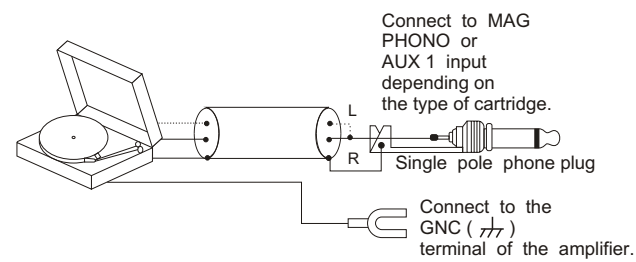 Connect to MAG
PHONO or
AUX 1 input
depending on
the type of cartridge.
L
R
Single pole phone plug
Connect to the
GNC ( )
terminal of the amplifier.